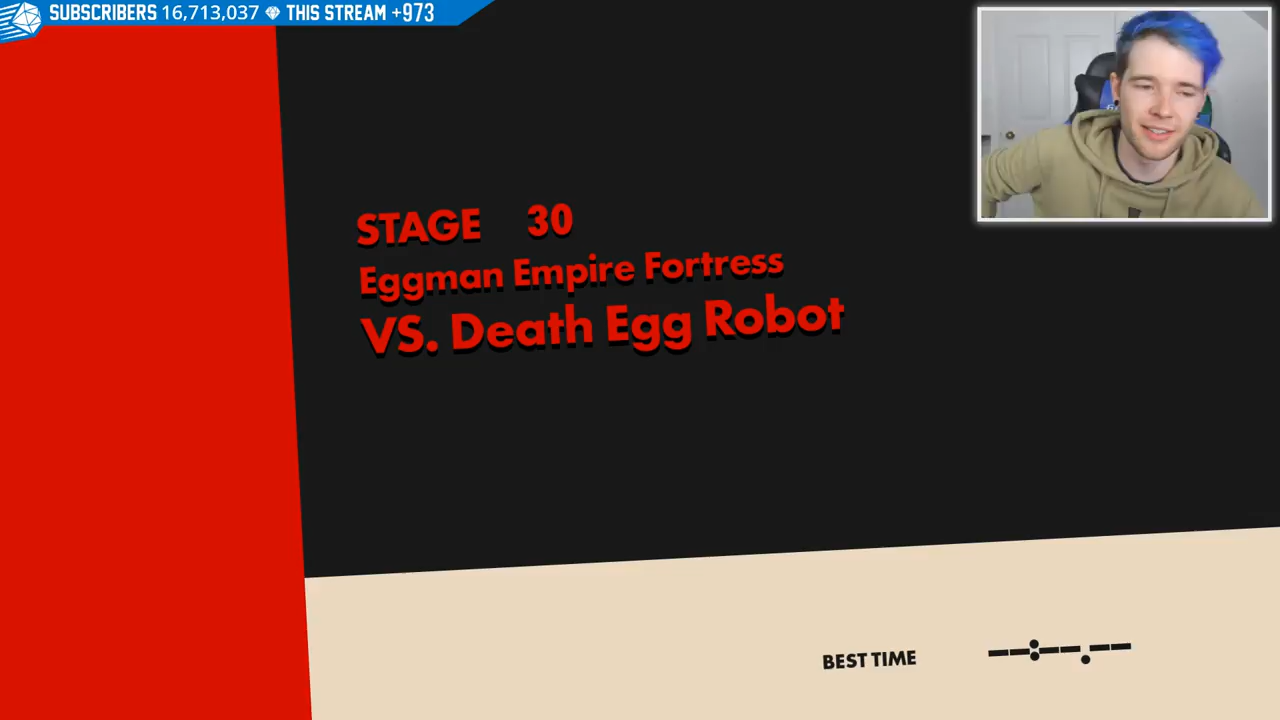 SUBSCRIBERS 16,713,037 THIS STREAM +973
STAGE 30
Eggman Empire Fortress
VS. Death Egg Robot
BEST TIME --:--.--